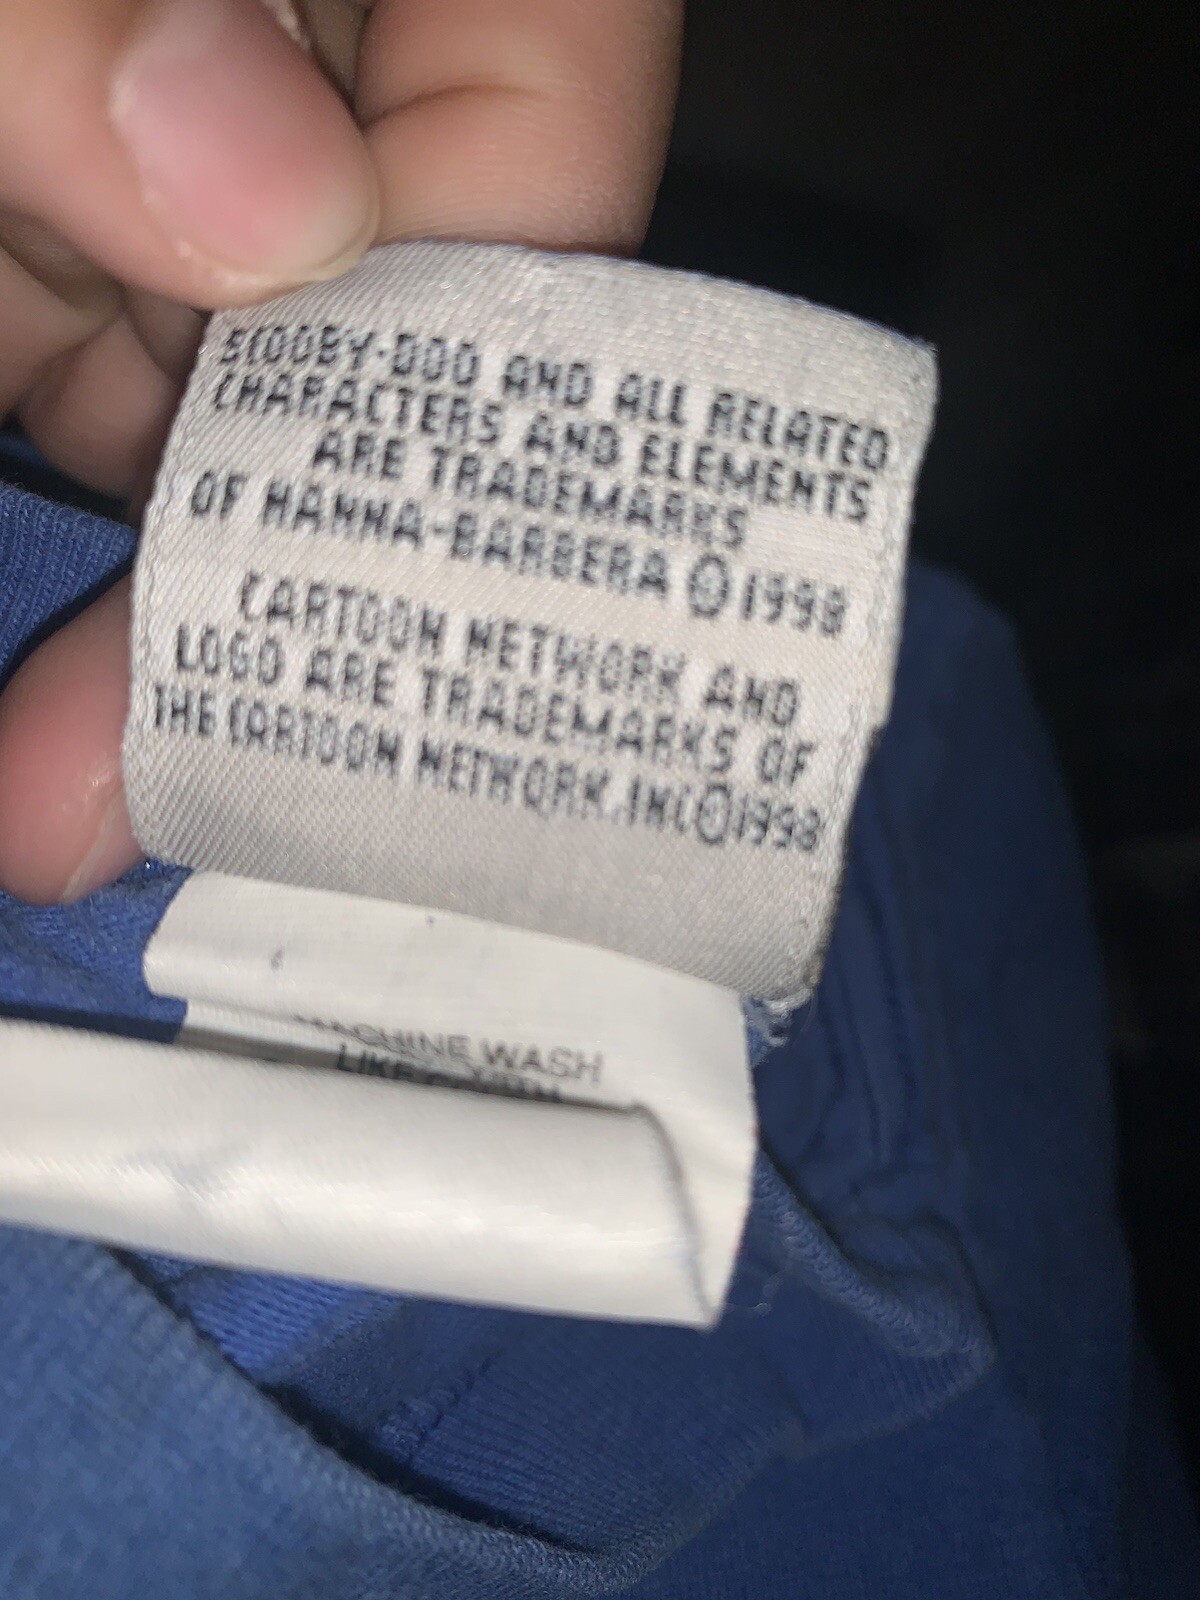 SCOOBY-DOO AND ALL RELATED
CHARACTERS AND ELEMENTS
ARE TRADEMARKS
OF HANNA-BARBERA © 1998
CARTOON NETWORK AND
LOGO ARE TRADEMARKS OF
THE CARTOON NETWORK, INC © 1998
MACHINE WASH
LIKE